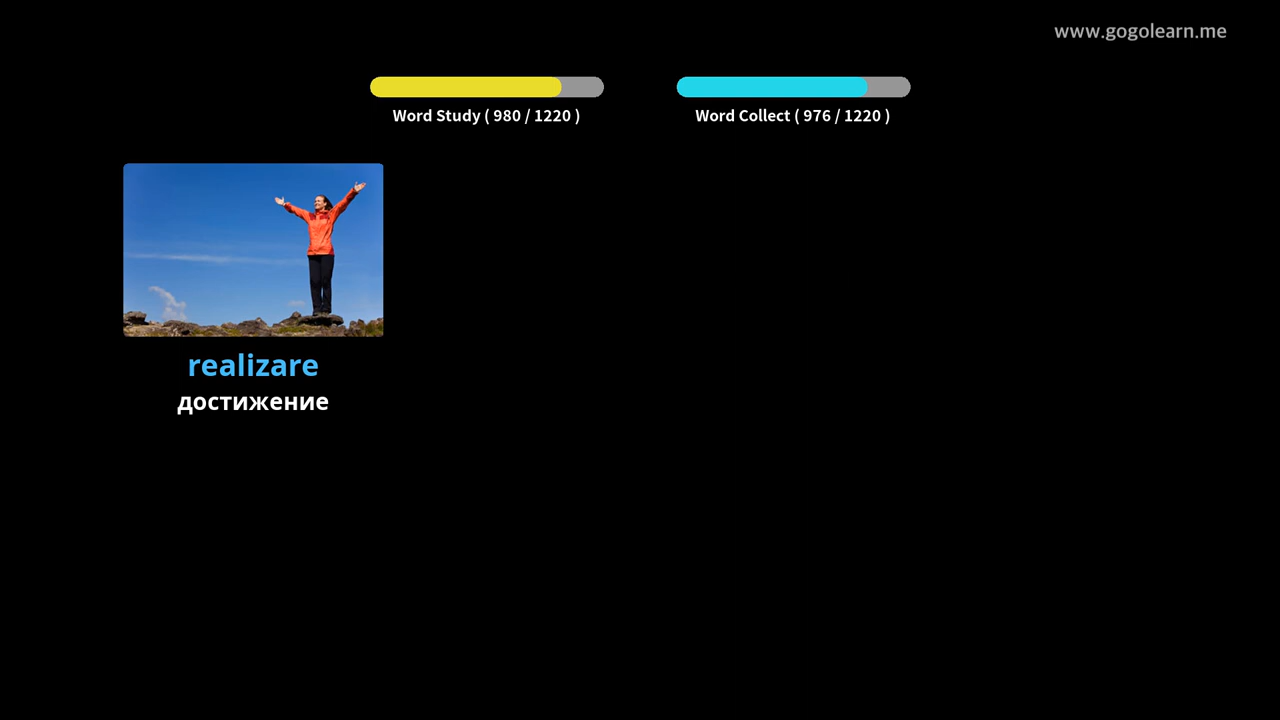 www.gogolearn.me
Word Study ( 980 / 1220 )
Word Collect ( 976 / 1220 )
realizare
достижение